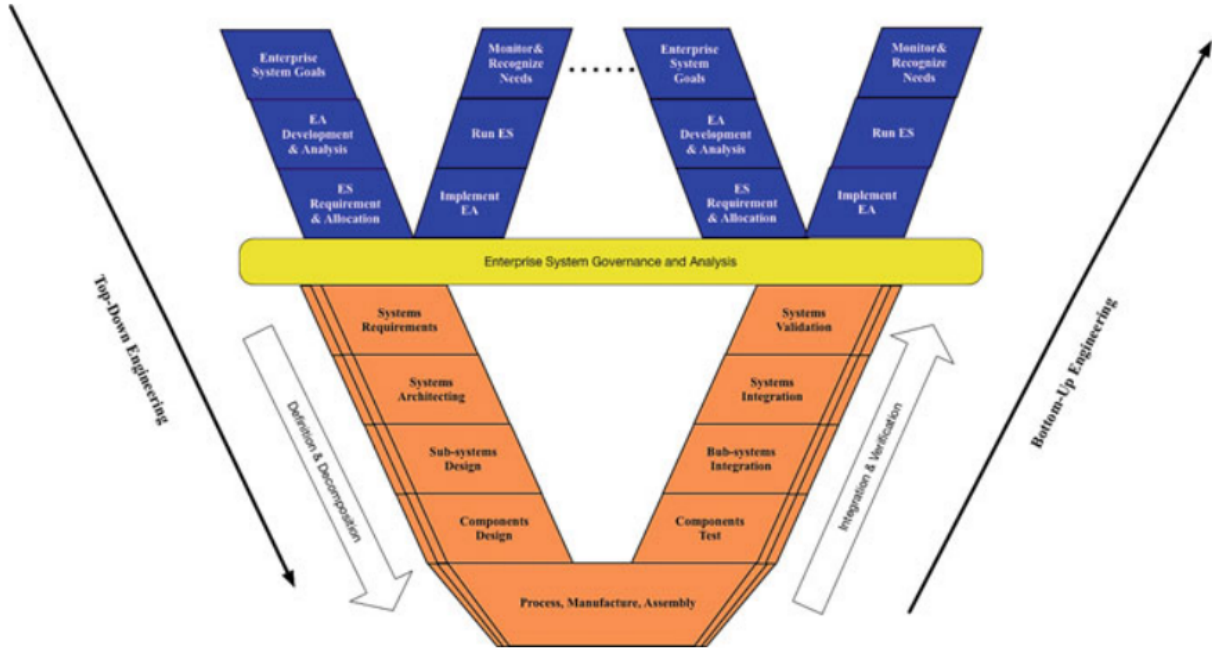 Enterprise
System Goals
EA
Development
& Analysis
ES
Requirement
& Allocation
Monitor&
Recognize
Needs
Run ES
Implement
EA
Enterprise
System
Goals
EA
Development
& Analysis
ES
Requirement
& Allocation
Monitor&
Recognize
Needs
Run ES
Implement
EA
Enterprise System Governance and Analysis
Top-Down Engineering
Definition & Decomposition
Systems
Requirements
Systems
Architecting
Sub-systems
Design
Components
Design
Process, Manufacture, Assembly
Systems
Validation
Systems
Integration
Bub-systems
Integration
Components
Test
Integration & Verification
Bottom-Up Engineering